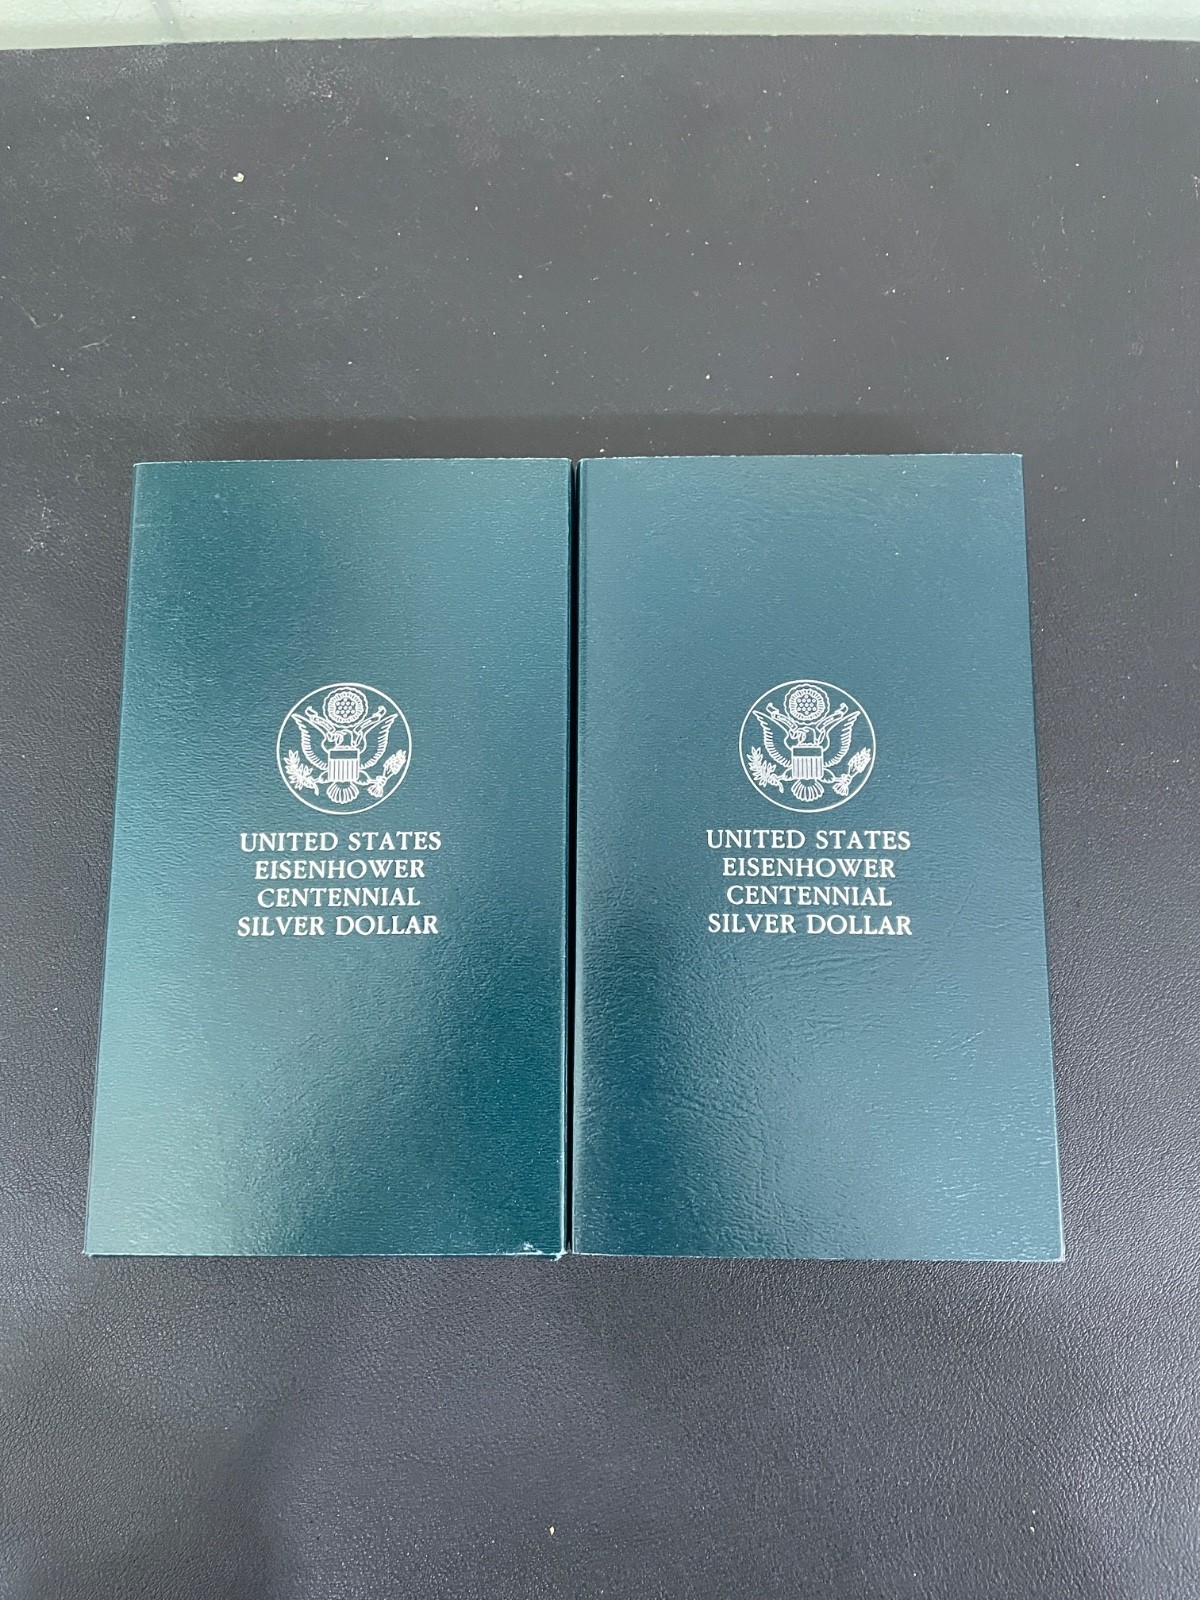 UNITED STATES
EISENHOWER
CENTENNIAL
SILVER DOLLAR
UNITED STATES
EISENHOWER
CENTENNIAL
SILVER DOLLAR